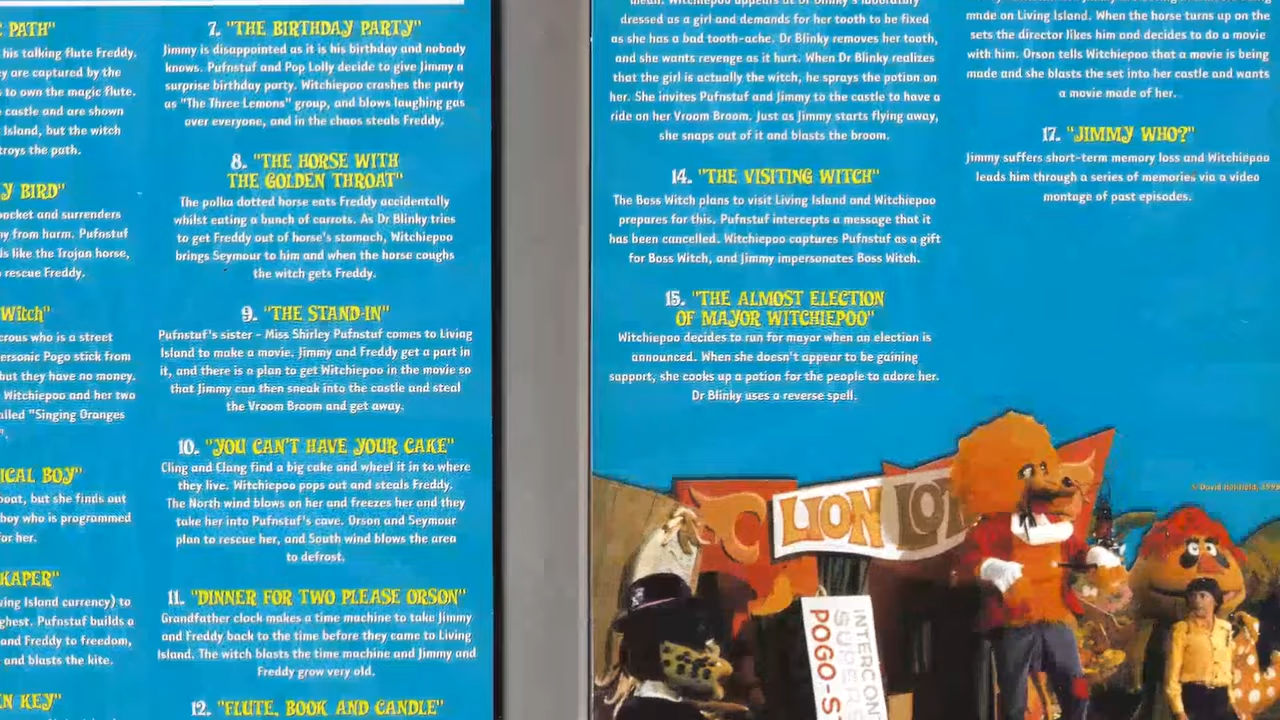 C PATH"
his talking flute Freddy.
ey are captured by the
s to own the magic flute.
castle and are shown
Island, but the witch
troys the path.
Y BIRD"
ocket and surrenders
ny from harm. Pufnstuf
ds like the Trojan horse,
rescue Freddy.
Witch"
crous who is a street
ersonic Pogo stick from
but they have no money.
Witchiepoo and her two
alled "Singing Oranges
".
ICAL BOY"
boat, but she finds out
boy who is programmed
for her.
KAPER"
ving Island currency) to
ghest. Pufnstuf builds a
and Freddy to freedom,
and blasts the kite.
N KEY"
7. "THE BIRTHDAY PARTY"
Jimmy is disappointed as it is his birthday and nobody
knows. Pufnstuf and Pop Lolly decide to give Jimmy a
surprise birthday party. Witchiepoo crashes the party
as "The Three Lemons" group, and blows laughing gas
over everyone, and in the chaos steals Freddy.
8. "THE HORSE WITH
THE GOLDEN THROAT"
The polka dotted horse eats Freddy accidentally
whilst eating a bunch of carrots. As Dr Blinky tries
to get Freddy out of horse's stomach, Witchiepoo
brings Seymour to him and when the horse coughs
the witch gets Freddy.
9. "THE STAND-IN"
Pufnstuf's sister - Miss Shirley Pufnstuf comes to Living
Island to make a movie. Jimmy and Freddy get a part in
it, and there is a plan to get Witchiepoo in the movie so
that Jimmy can then sneak into the castle and steal
the Vroom Broom and get away.
10. "YOU CAN'T HAVE YOUR CAKE"
Cling and Clang find a big cake and wheel it in to where
they live. Witchiepoo pops out and steals Freddy.
The North wind blows on her and freezes her and they
take her into Pufnstuf's cave. Orson and Seymour
plan to rescue her, and South wind blows the area
to defrost.
11. "DINNER FOR TWO PLEASE ORSON"
Grandfather clock makes a time machine to take Jimmy
and Freddy back to the time before they came to Living
Island. The witch blasts the time machine and Jimmy and
Freddy grow very old.
12. "FLUTE, BOOK AND CANDLE"
mean. Witchiepoo appears at Dr Blinky's laboratory
dressed as a girl and demands for her tooth to be fixed
as she has a bad tooth-ache. Dr Blinky removes her tooth,
and she wants revenge as it hurt. When Dr Blinky realizes
that the girl is actually the witch, he sprays the potion on
her. She invites Pufnstuf and Jimmy to the castle to have a
ride on her Vroom Broom. Just as Jimmy starts flying away,
she snaps out of it and blasts the broom.
14. "THE VISITING WITCH"
The Boss Witch plans to visit Living Island and Witchiepoo
prepares for this. Pufnstuf intercepts a message that it
has been cancelled. Witchiepoo captures Pufnstuf as a gift
for Boss Witch, and Jimmy impersonates Boss Witch.
15. "THE ALMOST ELECTION
OF MAYOR WITCHIEPOO"
Witchiepoo decides to run for mayor when an election is
announced. When she doesn't appear to be gaining
support, she cooks up a potion for the people to adore her.
Dr Blinky uses a reverse spell.
made on Living Island. When the horse turns up on the
sets the director likes him and decides to do a movie
with him. Orson tells Witchiepoo that a movie is being
made and she blasts the set into her castle and wants
a movie made of her.
17. "JIMMY WHO?"
Jimmy suffers short-term memory loss and Witchiepoo
leads him through a series of memories via a video
montage of past episodes.
LION LO
INTERCON
SUPERS
POGO-S